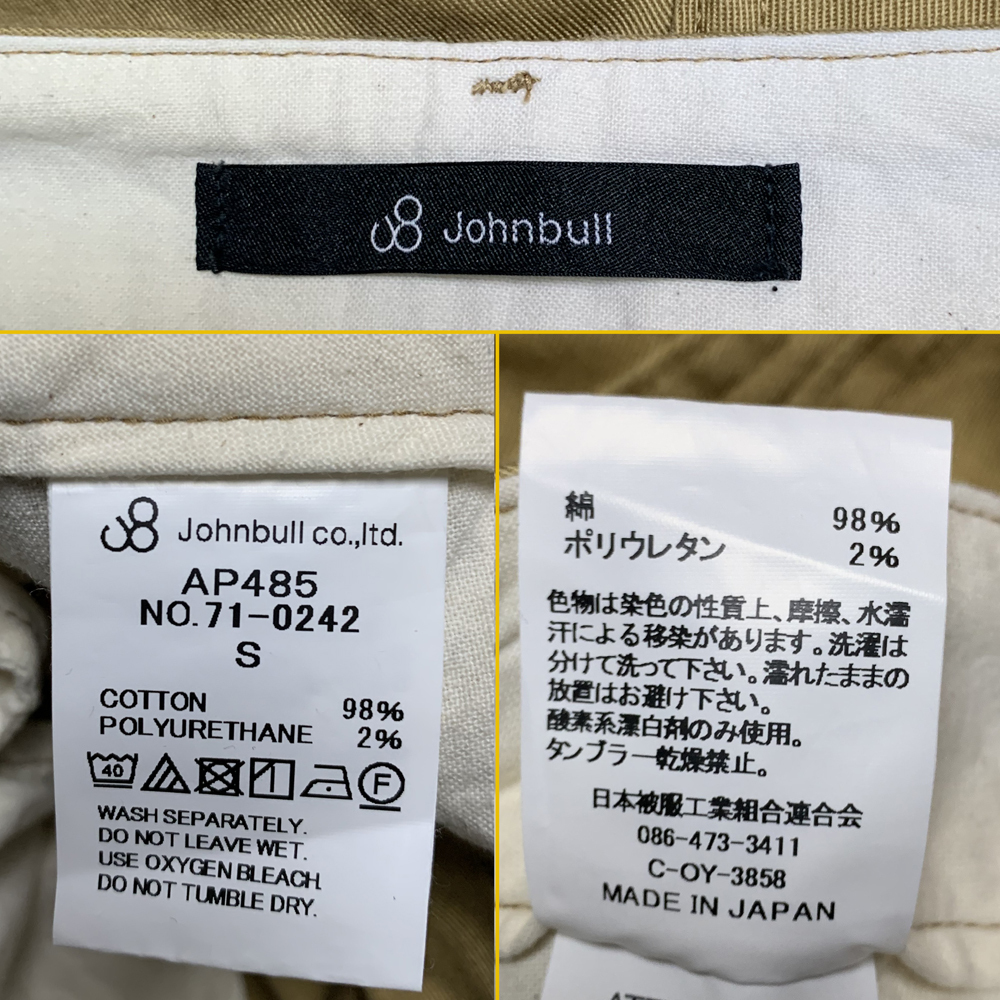 Johnbull
Johnbull co.,ltd.
AP485
NO.71-0242
S
COTTON 98%
POLYURETHANE 2%
40
F
WASH SEPARATELY.
DO NOT LEAVE WET.
USE OXYGEN BLEACH.
DO NOT TUMBLE DRY.
綿 98%
ポリウレタン 2%
色物は染色の性質上、摩擦、水濡
汗による移染があります。洗濯は
分けて洗って下さい。濡れたままの
放置はお避け下さい。
酸素系漂白剤のみ使用。
タンブラー乾燥禁止。
日本被服工業組合連合会
086-473-3411
C-OY-3858
MADE IN JAPAN